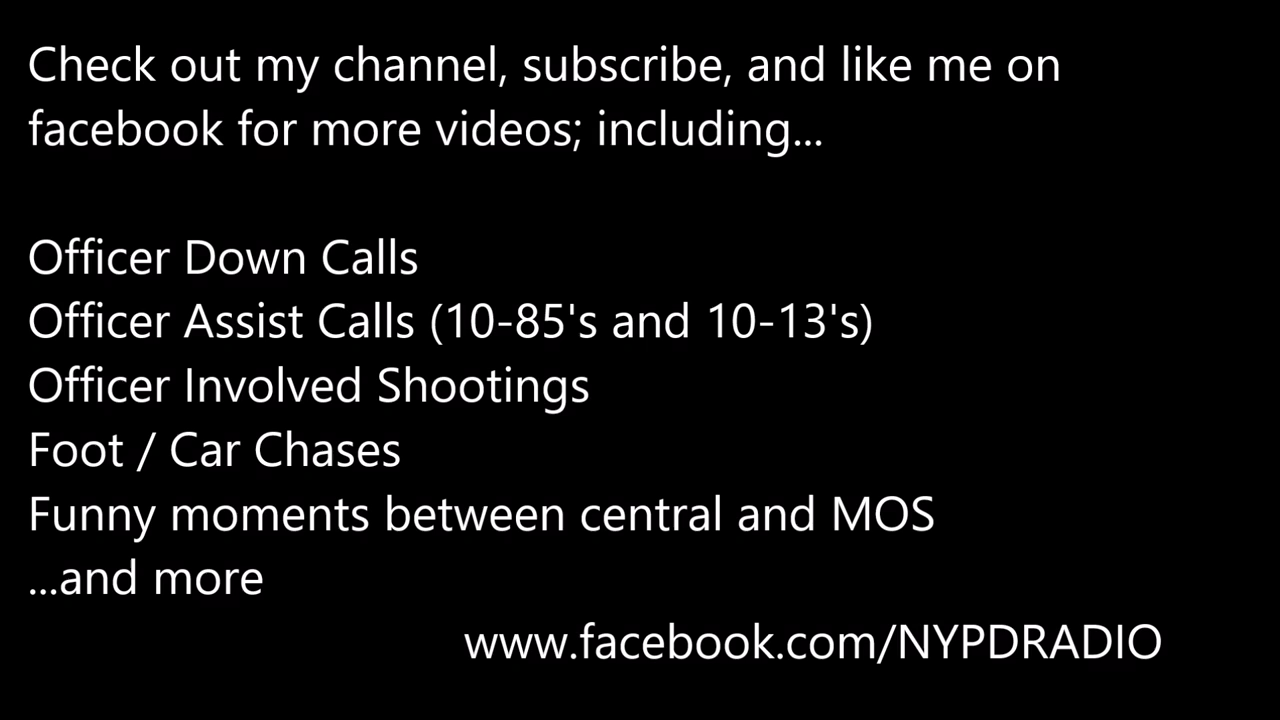 Check out my channel, subscribe, and like me on
facebook for more videos; including...
Officer Down Calls
Officer Assist Calls (10-85's and 10-13's)
Officer Involved Shootings
Foot / Car Chases
Funny moments between central and MOS
...and more
www.facebook.com/NYPDRADIO